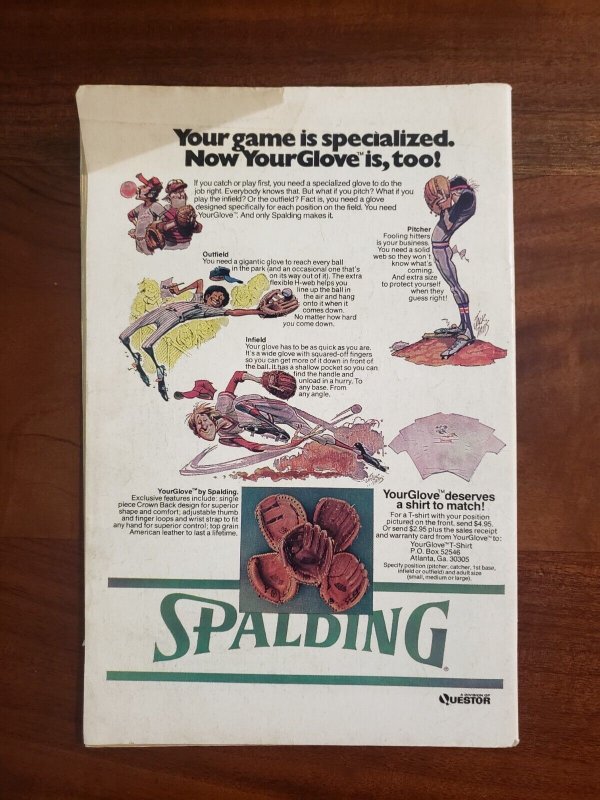 Your game is specialized.
Now YourGlove™ is, too!
If you catch or play first, you need a specialized glove to do the
job right. Everybody knows that. But what if you pitch? What if you
play the infield? Or the outfield? Fact is, you need a glove
designed specifically for each position on the field. You need
YourGlove™. And only Spalding makes it.
Pitcher
Fooling hitters
is your business.
You need a solid
web so they won't
know what's
coming.
And extra size
to protect yourself
when they
guess right!
Outfield
You need a gigantic glove to reach every ball
in the park (and an occasional one that's
on its way out of it). The extra
flexible H-web helps you
line up the ball in
the air and hang
onto it when it
comes down.
No matter how hard
you come down.
Infield
Your glove has to be as quick as you are.
It's a wide glove with squared-off fingers
so you can get more of it down in front of
the ball. It has a shallow pocket so you can
find the handle and
unload in a hurry. To
any base. From
any angle.
YourGlove™ by Spalding.
Exclusive features include: single
piece Crown Back design for superior
shape and comfort; adjustable thumb
and finger loops and wrist strap to fit
any hand for superior control; top grain
American leather to last a lifetime.
YourGlove™ deserves
a shirt to match!
For a T-shirt with your position
pictured on the front, send $4.95.
Or send $2.95 plus the sales receipt
and warranty card from YourGlove™ to:
YourGlove™ T-Shirt
P.O. Box 52546
Atlanta, Ga. 30305
Specify position (pitcher, catcher, 1st base,
infield or outfield) and adult size
(small, medium or large).
SPALDING®
A DIVISION OF
QUESTOR